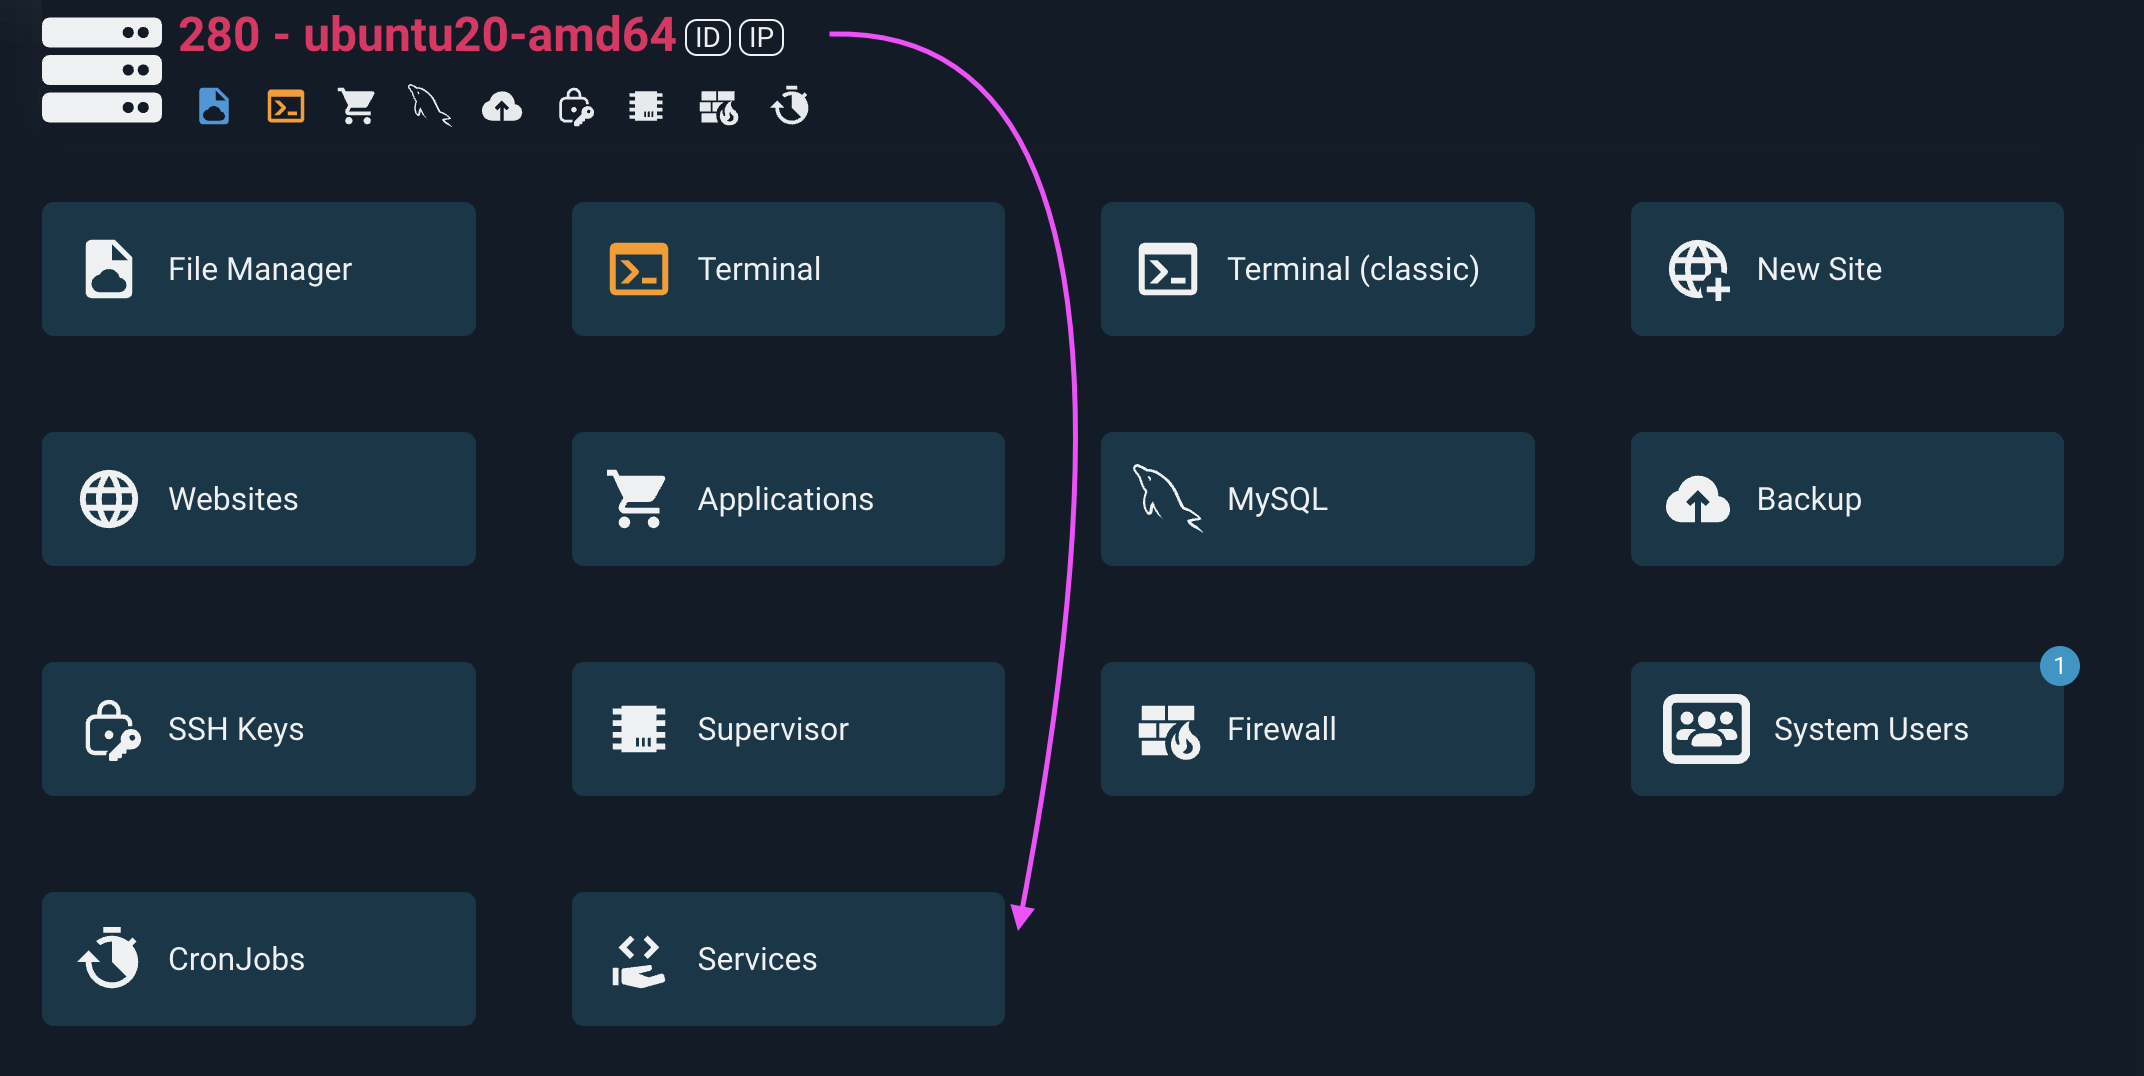 280 - ubuntu20-amd64 ID IP
File Manager
Terminal
Terminal (classic)
New Site
Websites
Applications
MySQL
Backup
SSH Keys
Supervisor
Firewall
System Users
1
CronJobs
Services